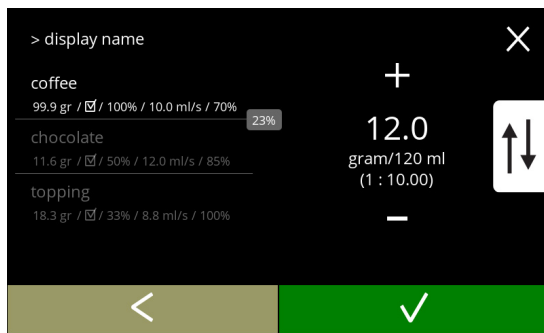 > display name
coffee
99.9 gr / ☑ / 100% / 10.0 ml/s / 70%
23%
chocolate
11.6 gr / ☑ / 50% / 12.0 ml/s / 85%
topping
18.3 gr / ☑ / 33% / 8.8 ml/s / 100%
+
12.0
gram/120 ml
(1 : 10.00)
−